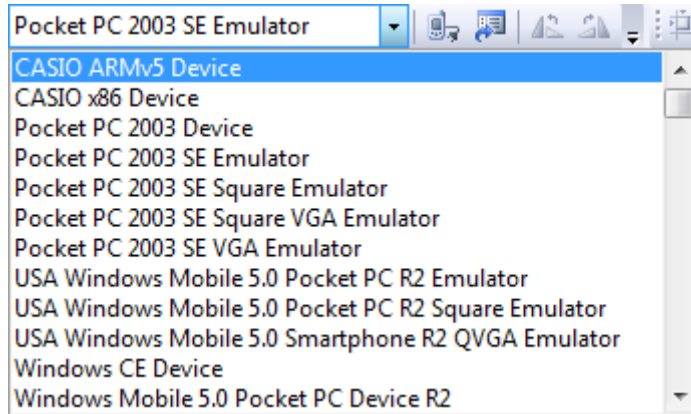 Pocket PC 2003 SE Emulator
CASIO ARMv5 Device
CASIO x86 Device
Pocket PC 2003 Device
Pocket PC 2003 SE Emulator
Pocket PC 2003 SE Square Emulator
Pocket PC 2003 SE Square VGA Emulator
Pocket PC 2003 SE VGA Emulator
USA Windows Mobile 5.0 Pocket PC R2 Emulator
USA Windows Mobile 5.0 Pocket PC R2 Square Emulator
USA Windows Mobile 5.0 Smartphone R2 QVGA Emulator
Windows CE Device
Windows Mobile 5.0 Pocket PC Device R2